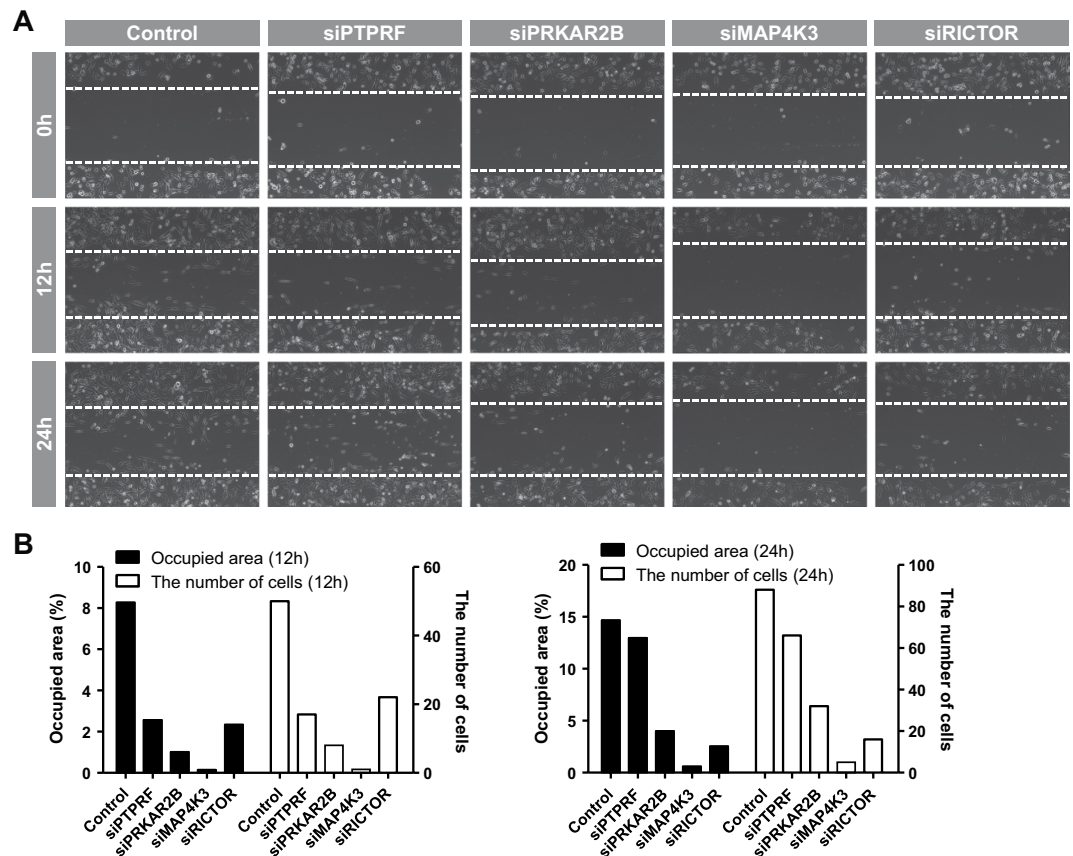 A
Control siPTPRF siPRKAR2B siMAP4K3 siRICTOR
0h
12h
24h
B
Occupied area (12h)
The number of cells (12h)
Occupied area (%)
10
8
6
4
2
0
60
40
20
0
The number of cells
Control siPTPRF siPRKAR2B siMAP4K3 siRICTOR Control siPTPRF siPRKAR2B siMAP4K3 siRICTOR
Occupied area (24h)
The number of cells (24h)
Occupied area (%)
20
15
10
5
0
100
80
60
40
20
0
The number of cells
Control siPTPRF siPRKAR2B siMAP4K3 siRICTOR Control siPTPRF siPRKAR2B siMAP4K3 siRICTOR